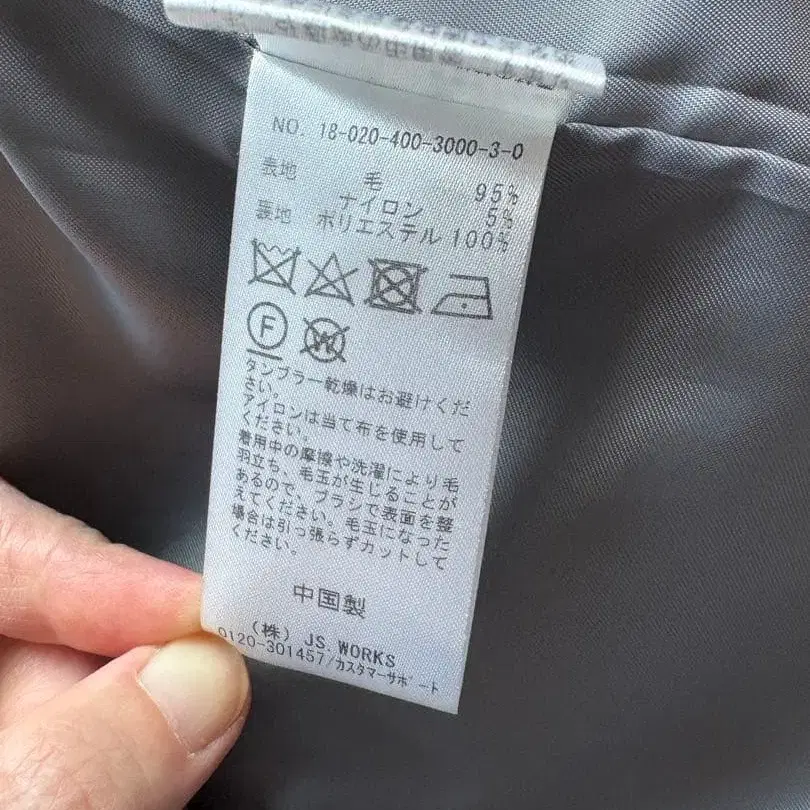 NO. 18-020-400-3000-3-0
表地 毛 95%
ナイロン 5%
裏地 ポリエステル 100%
F
W
タンブラー乾燥はお避けくだ
さい。
アイロンは当て布を使用して
ください。
着用中の摩擦や洗濯により毛
羽立ち、毛玉が生じることが
あるので、ブラシで表面を整
えてください。毛玉になった
場合は引っ張らずカットして
ください。
中国製
(株) JS.WORKS
0120-301457/カスタマーサポート